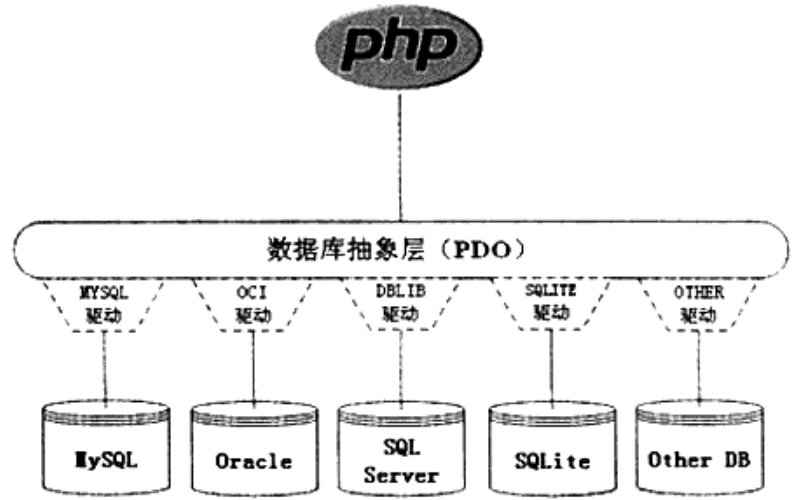 php
数据库抽象层（PDO）
MYSQL
驱动
OCI
驱动
DBLIB
驱动
SQLITE
驱动
OTHER
驱动
MySQL
Oracle
SQL
Server
SQLite
Other DB